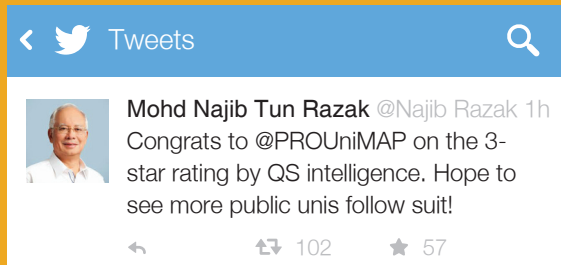 Tweets
Mohd Najib Tun Razak @Najib Razak 1h
Congrats to @PROUniMAP on the 3-
star rating by QS intelligence. Hope to
see more public unis follow suit!
102 57